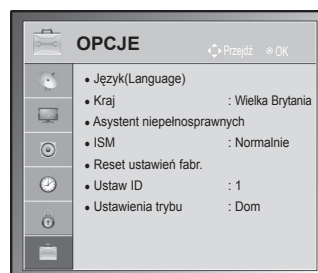 OPCJE
Przejdź OK
• Język(Language)
• Kraj : Wielka Brytania
• Asystent niepełnosprawnych
• ISM : Normalnie
• Reset ustawień fabr.
• Ustaw ID : 1
• Ustawienia trybu : Dom